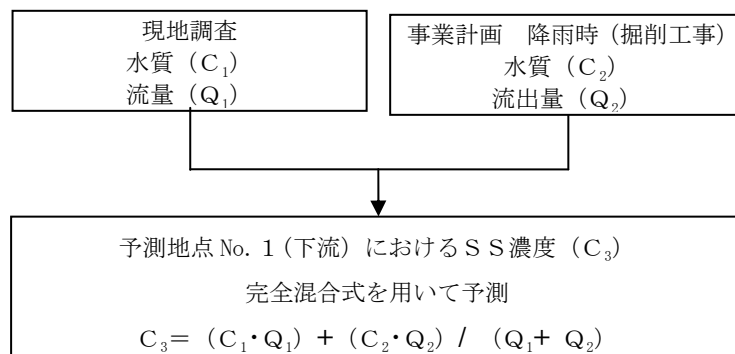 現地調査
水質（C₁）
流量（Q₁）
事業計画　降雨時（掘削工事）
水質（C₂）
流出量（Q₂）
予測地点 No. 1（下流）におけるＳＳ濃度（C₃）
完全混合式を用いて予測
C₃＝（C₁・Q₁）＋（C₂・Q₂）/（Q₁＋ Q₂）